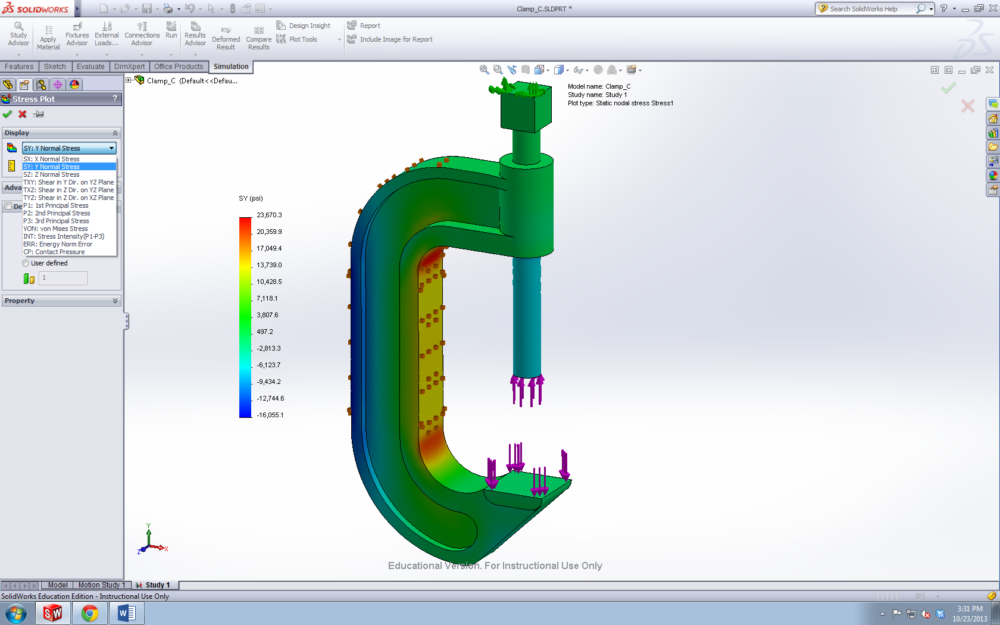 SOLIDWORKS
Clamp_C.SLDPRT *
Search SolidWorks Help
Study Advisor
Apply Material
Fixtures Advisor
External Loads...
Connections Advisor
Run
Results Advisor
Deformed Result
Compare Results
Design Insight
Plot Tools
Report
Include Image for Report
Features
Sketch
Evaluate
DimXpert
Office Products
Simulation
Clamp_C (Default<<Defau...
Stress Plot
?
Display
SY: Y Normal Stress
SX: X Normal Stress
SY: Y Normal Stress
SZ: Z Normal Stress
TXY: Shear in Y Dir. on YZ Plane
TXZ: Shear in Z Dir. on YZ Plane
TYZ: Shear in Z Dir. on XZ Plane
P1: 1st Principal Stress
P2: 2nd Principal Stress
P3: 3rd Principal Stress
VON: von Mises Stress
INT: Stress Intensity(P1-P3)
ERR: Energy Norm Error
CP: Contact Pressure
Adva
De
User defined
1
Property
Model name: Clamp_C
Study name: Study 1
Plot type: Static nodal stress Stress1
SY (psi)
23,670.3
20,359.9
17,049.4
13,739.0
10,428.5
7,118.1
3,807.6
497.2
-2,813.3
-6,123.7
-9,434.2
-12,744.6
-16,055.1
Y
X
Z
Educational Version. For Instructional Use Only
Model
Motion Study 1
Study 1
SolidWorks Education Edition - Instructional Use Only
IPS
SW
W
3:31 PM
10/23/2013